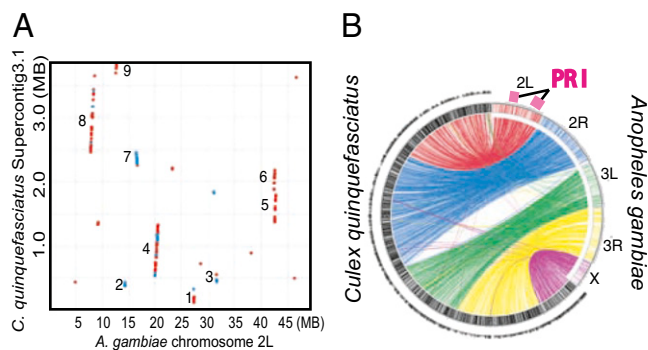 A
C. quinquefasciatus Supercontig3.1
1.0 2.0 3.0 (MB)
9
8
7
6
5
4
3
2
1
5 10 15 20 25 30 35 40 45 (MB)
A. gambiae chromosome 2L
B
Culex quinquefasciatus
Anopheles gambiae
2L
PRI
2R
3L
3R
X